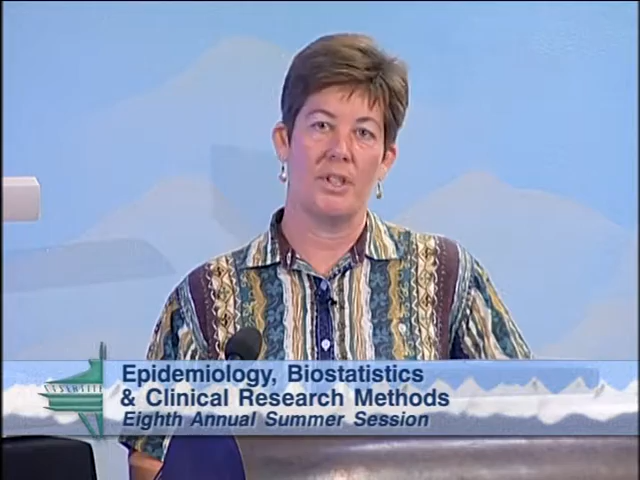 Epidemiology, Biostatistics
& Clinical Research Methods
Eighth Annual Summer Session